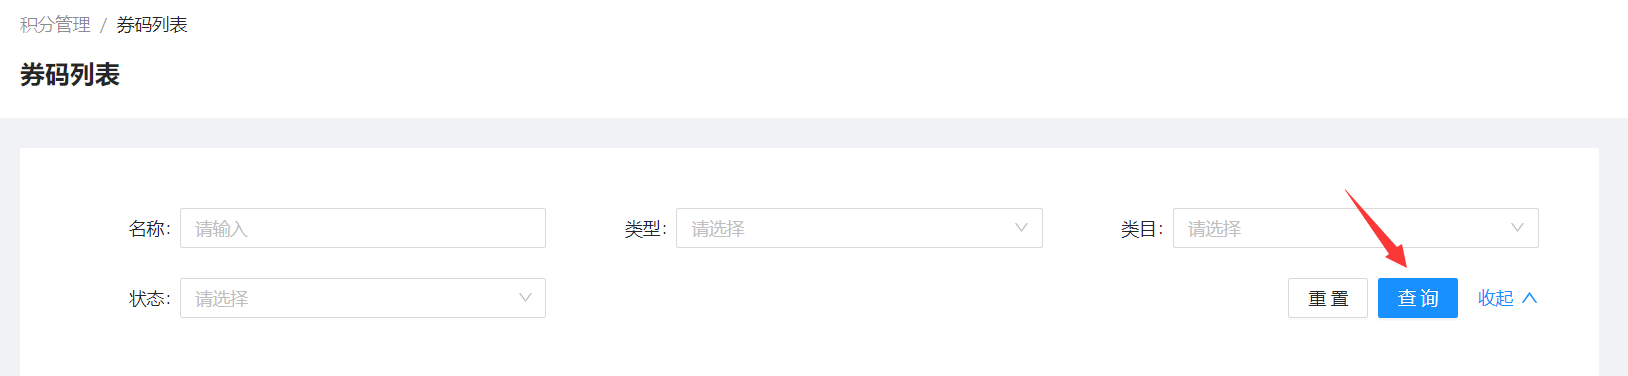 积分管理 / 券码列表
券码列表
名称: 请输入 类型: 请选择 类目: 请选择
状态: 请选择 重置 查询 收起